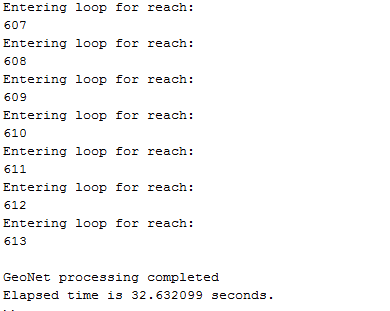 Entering loop for reach:
607
Entering loop for reach:
608
Entering loop for reach:
609
Entering loop for reach:
610
Entering loop for reach:
611
Entering loop for reach:
612
Entering loop for reach:
613
GeoNet processing completed
Elapsed time is 32.632099 seconds.